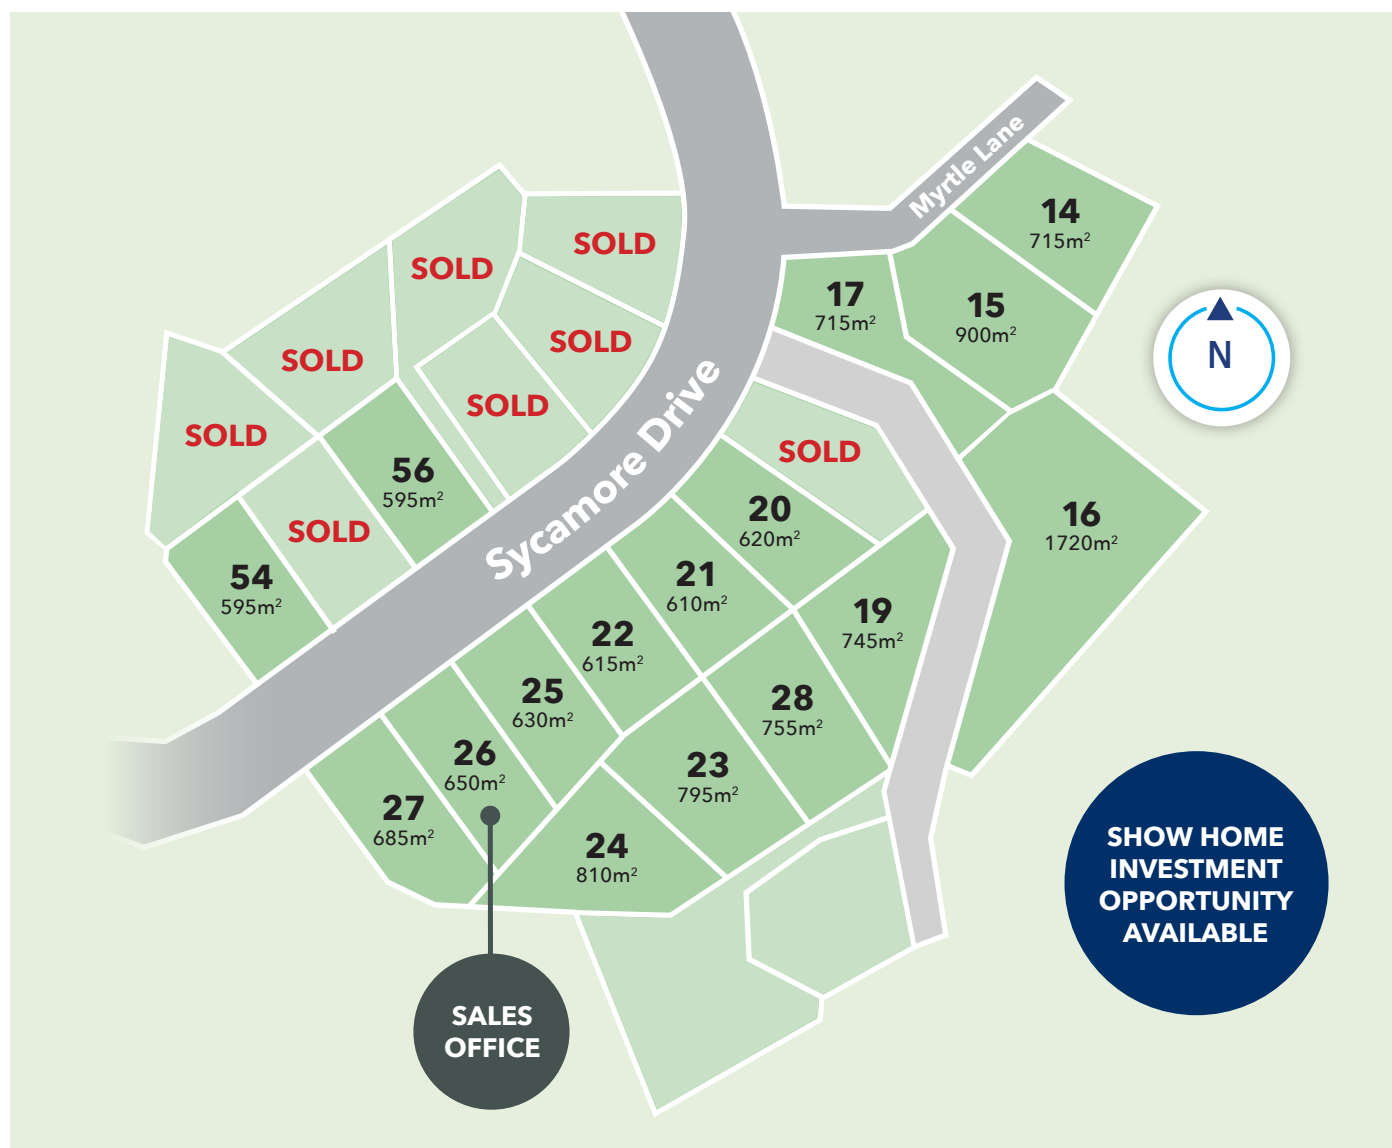 Myrtle Lane
14
715m²
SOLD
SOLD
17
715m²
15
900m²
SOLD
N
SOLD
SOLD
SOLD
SOLD
SOLD
56
595m²
Sycamore Drive
SOLD
20
620m²
16
1720m²
54
595m²
21
610m²
19
745m²
22
615m²
25
630m²
28
755m²
26
650m²
23
795m²
27
685m²
24
810m²
SHOW HOME
INVESTMENT
OPPORTUNITY
AVAILABLE
SALES
OFFICE